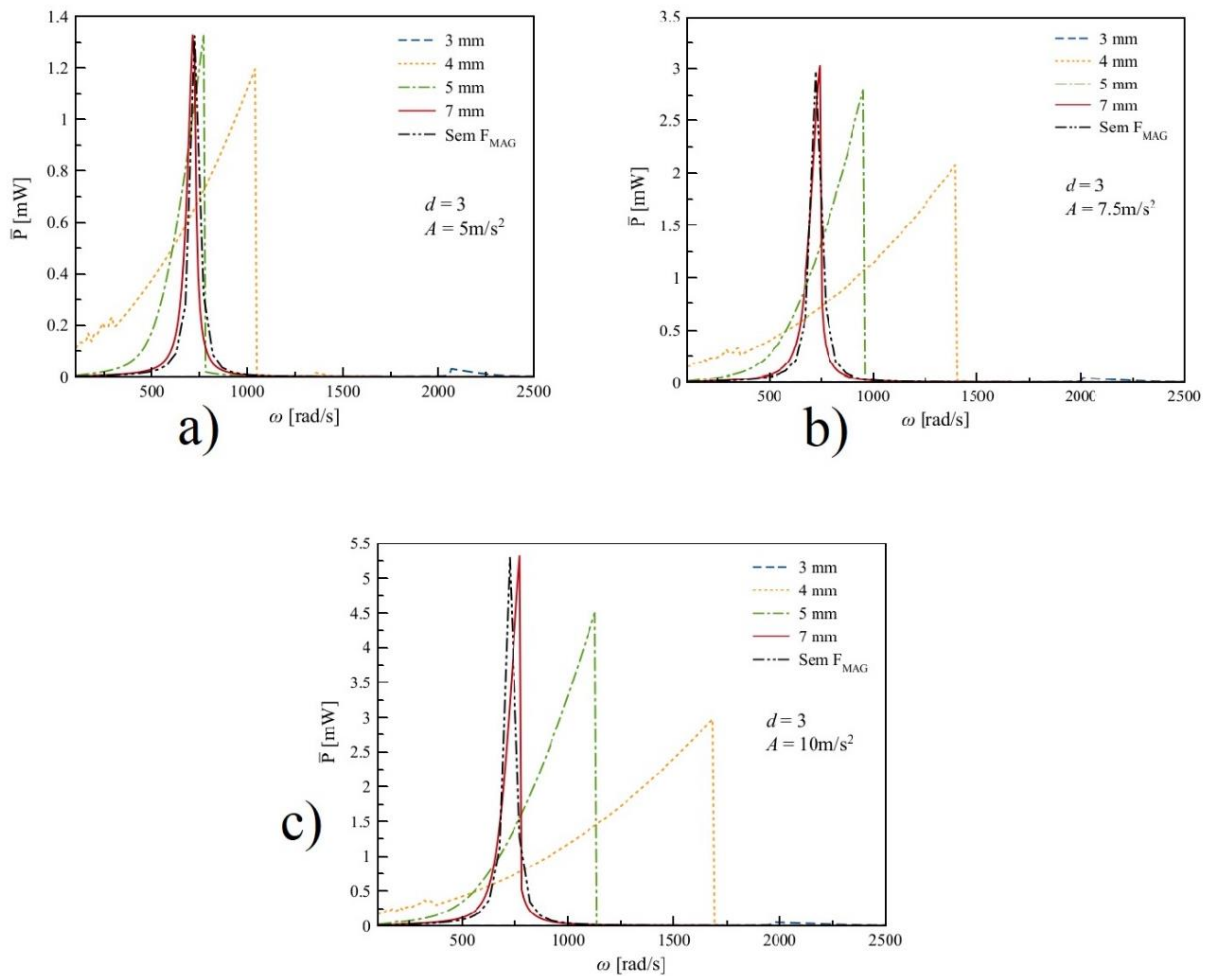 1.4
1.2
1
0.8
0.6
0.4
0.2
0
P̅ [mW]
3 mm
4 mm
5 mm
7 mm
Sem F_MAG
d = 3
A = 5m/s²
500 1000 1500 2000 2500
ω [rad/s]
a)
3.5
3
2.5
2
1.5
1
0.5
0
P̅ [mW]
3 mm
4 mm
5 mm
7 mm
Sem F_MAG
d = 3
A = 7.5m/s²
500 1000 1500 2000 2500
ω [rad/s]
b)
5.5
5
4.5
4
3.5
3
2.5
2
1.5
1
0.5
0
P̅ [mW]
3 mm
4 mm
5 mm
7 mm
Sem F_MAG
d = 3
A = 10m/s²
500 1000 1500 2000 2500
ω [rad/s]
c)